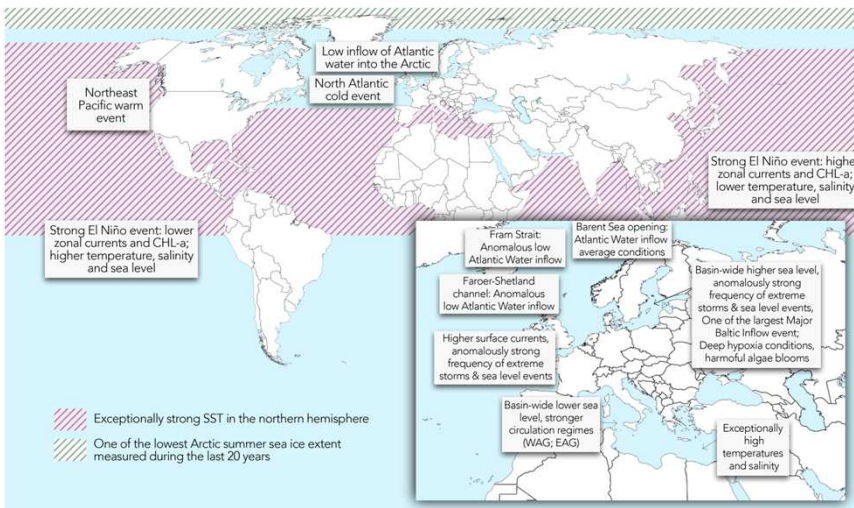 Low inflow of Atlantic
water into the Arctic
Northeast
Pacific warm
event
North Atlantic
cold event
Strong El Niño event: higher
zonal currents and CHL-a;
lower temperature, salinity
and sea level
Strong El Niño event: lower
zonal currents and CHL-a;
higher temperature, salinity
and sea level
Fram Strait:
Anomalous low
Atlantic Water inflow
Barent Sea opening:
Atlantic Water inflow
average conditions
Faroer-Shetland
channel: Anomalous
low Atlantic Water inflow
Basin-wide higher sea level,
anomalously strong
frequency of extreme
storms & sea level events,
One of the largest Major
Baltic Inflow event;
Deep hypoxia conditions,
harmoful algae blooms
Higher surface currents,
anomalously strong
frequency of extreme
storms & sea level events
Basin-wide lower sea
level, stronger
circulation regimes
(WAG; EAG)
Exceptionally
high
temperatures
and salinity
Exceptionally strong SST in the northern hemisphere
One of the lowest Arctic summer sea ice extent
measured during the last 20 years